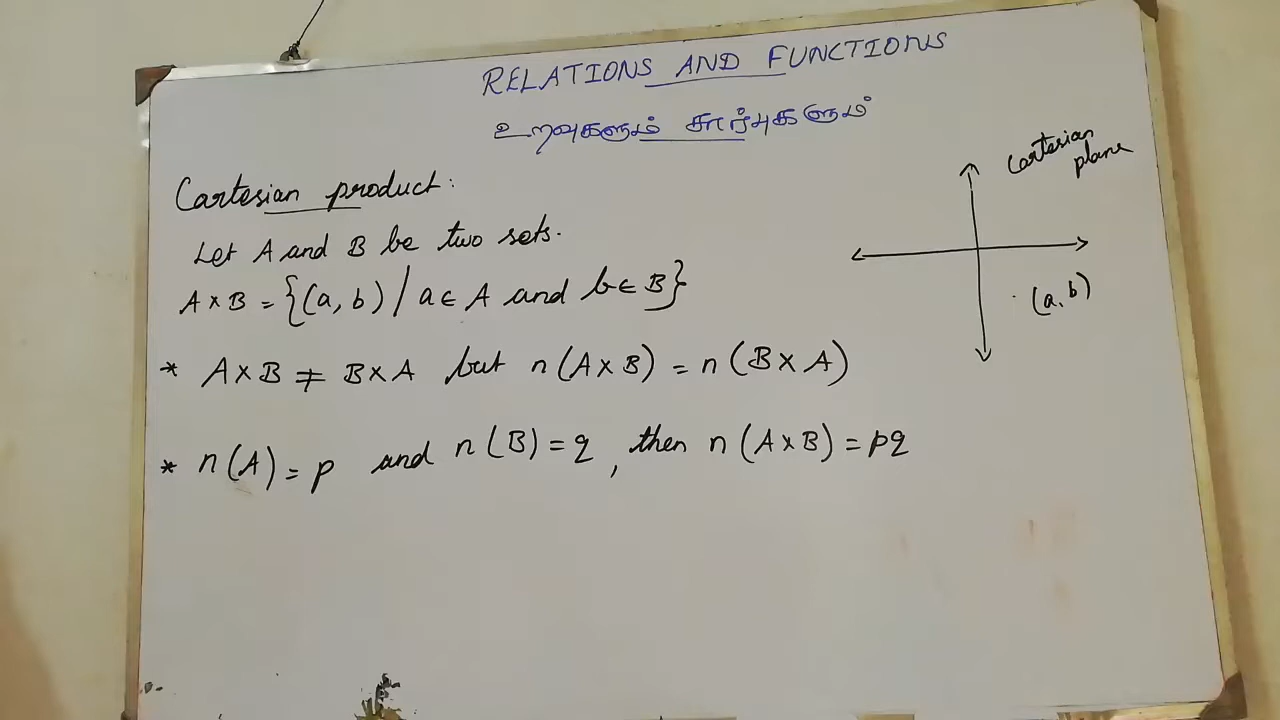 RELATIONS AND FUNCTIONS
உறவுகளும் சார்புகளும்
Cartesian product:
Let A and B be two sets.
A × B = {(a, b) / a ∈ A and b ∈ B}
* A × B ≠ B × A but n(A × B) = n(B × A)
* n(A) = p and n(B) = q, then n(A × B) = pq
Cartesian
plane
(a, b)